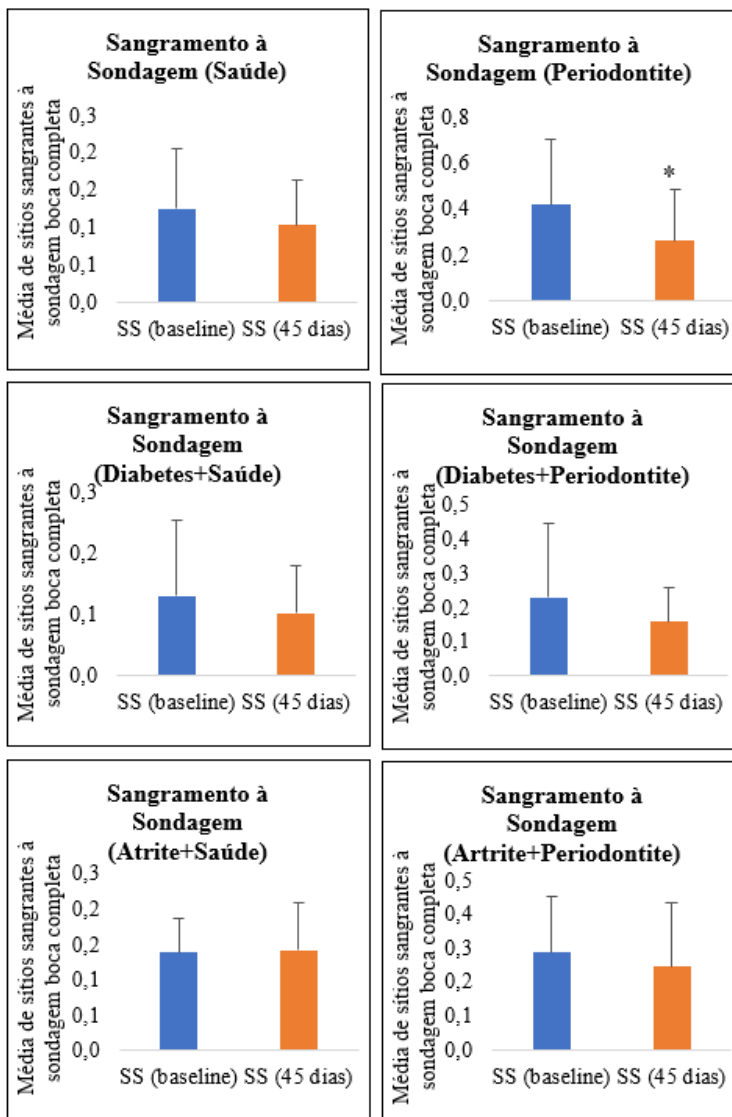 Sangramento à
Sondagem (Saúde)
Média de sítios sangrantes à
sondagem boca completa
0,3
0,2
0,2
0,1
0,1
0,0
SS (baseline) SS (45 dias)
Sangramento à
Sondagem (Periodontite)
Média de sítios sangrantes à
sondagem boca completa
0,8
0,6
0,4
0,2
0,0
*
SS (baseline) SS (45 dias)
Sangramento à
Sondagem
(Diabetes+Saúde)
Média de sítios sangrantes à
sondagem boca completa
0,3
0,2
0,1
0,0
SS (baseline) SS (45 dias)
Sangramento à
Sondagem
(Diabetes+Periodontite)
Média de sítios sangrantes à
sondagem boca completa
0,5
0,4
0,3
0,2
0,1
0,0
SS (baseline) SS (45 dias)
Sangramento à
Sondagem
(Atrite+Saúde)
Média de sítios sangrantes à
sondagem boca completa
0,3
0,2
0,2
0,1
0,1
0,0
SS (baseline) SS (45 dias)
Sangramento à
Sondagem
(Artrite+Periodontite)
Média de sítios sangrantes à
sondagem boca completa
0,5
0,4
0,3
0,2
0,1
0,0
SS (baseline) SS (45 dias)